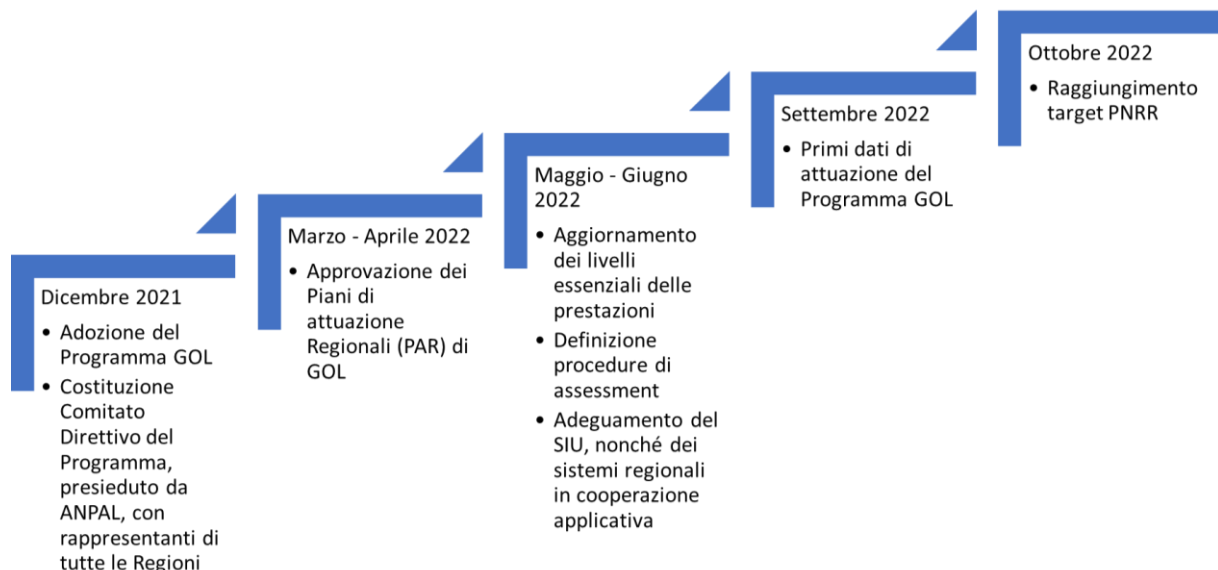 Dicembre 2021
• Adozione del
Programma GOL
• Costituzione
Comitato
Direttivo del
Programma,
presieduto da
ANPAL, con
rappresentanti di
tutte le Regioni
Marzo - Aprile 2022
• Approvazione dei
Piani di
attuazione
Regionali (PAR) di
GOL
Maggio - Giugno
2022
• Aggiornamento
dei livelli
essenziali delle
prestazioni
• Definizione
procedure di
assessment
• Adeguamento del
SIU, nonché dei
sistemi regionali
in cooperazione
applicativa
Settembre 2022
• Primi dati di
attuazione del
Programma GOL
Ottobre 2022
• Raggiungimento
target PNRR